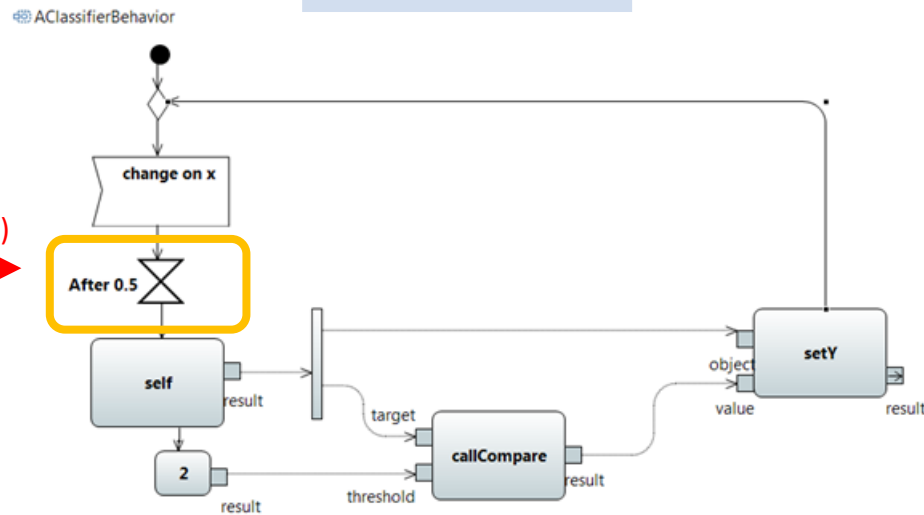 AClassifierBehavior
change on x
)
After 0.5
self
result
object
setY
value
result
target
callCompare
result
threshold
2
result